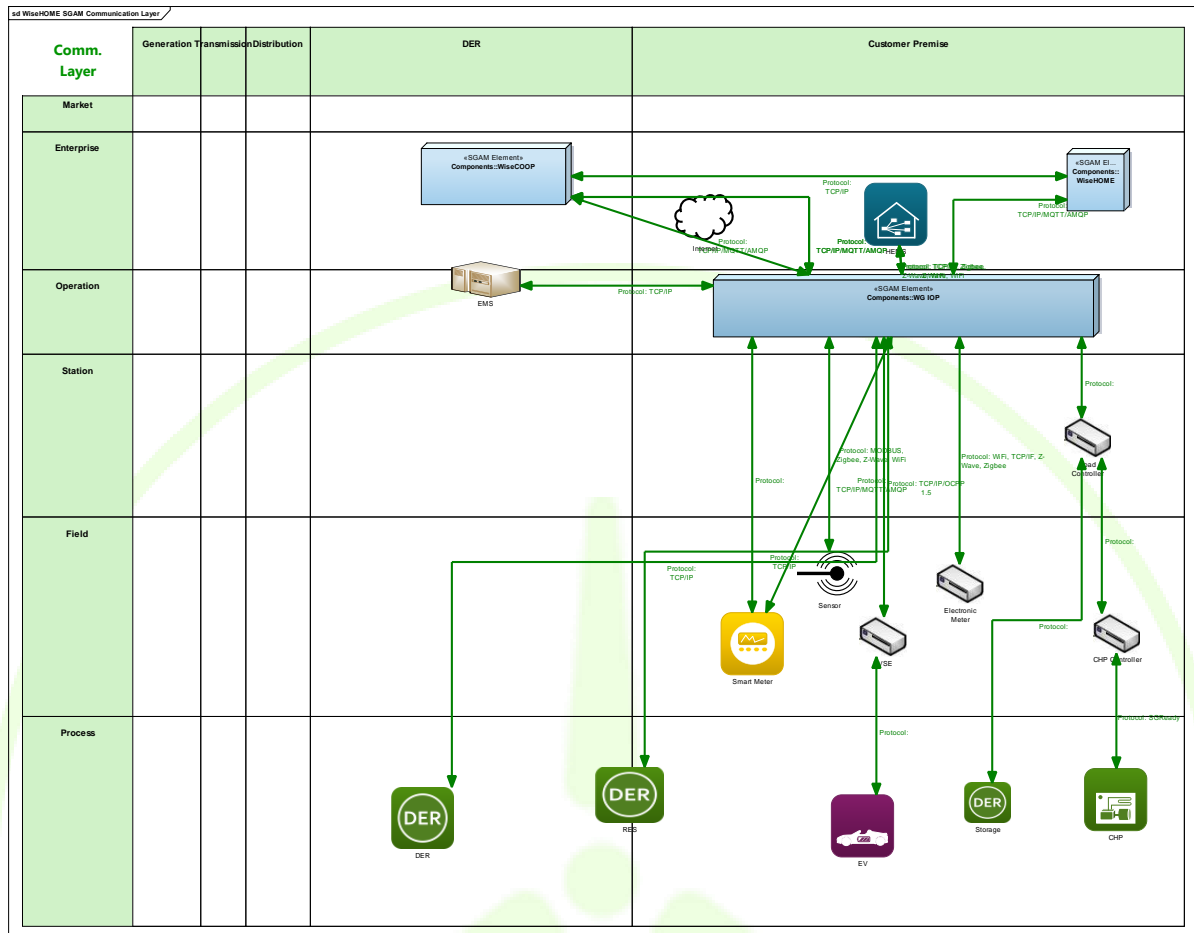 sd WiseHOME SGAM Communication Layer
Comm.
Layer
Generation
Transmission
Distribution
DER
Customer Premise
Market
Enterprise
«SGAM Element»
Components::WiseCOOP
«SGAM El...
Components::
WiseHOME
Protocol:
TCP/IP
Protocol:
TCP/IP/MQTT/AMQP
Internet
Protocol:
TCP/IP/MQTT/AMQP
Protocol:
TCP/IP/MQTT/AMQP
Operation
EMS
Protocol: TCP/IP
«SGAM Element»
Components::WG IOP
Station
Protocol:
Controller
Protocol: MODBUS,
Zigbee, Z-Wave, WiFi
Protocol: WiFi, TCP/IF, Z-
Wave, Zigbee
Protocol:
Protocol:
TCP/IP/MQTT/AMQP
Protocol: TCP/IP/OCPP
1.5
Field
Protocol:
Protocol:
TCP/IP
Protocol:
TCP/IP
Sensor
Electronic
Meter
Protocol:
CHP Controller
Smart Meter
Process
Protocol: SGReady
Protocol:
DER
DER
DER
DER
RES
EV
Storage
CHP